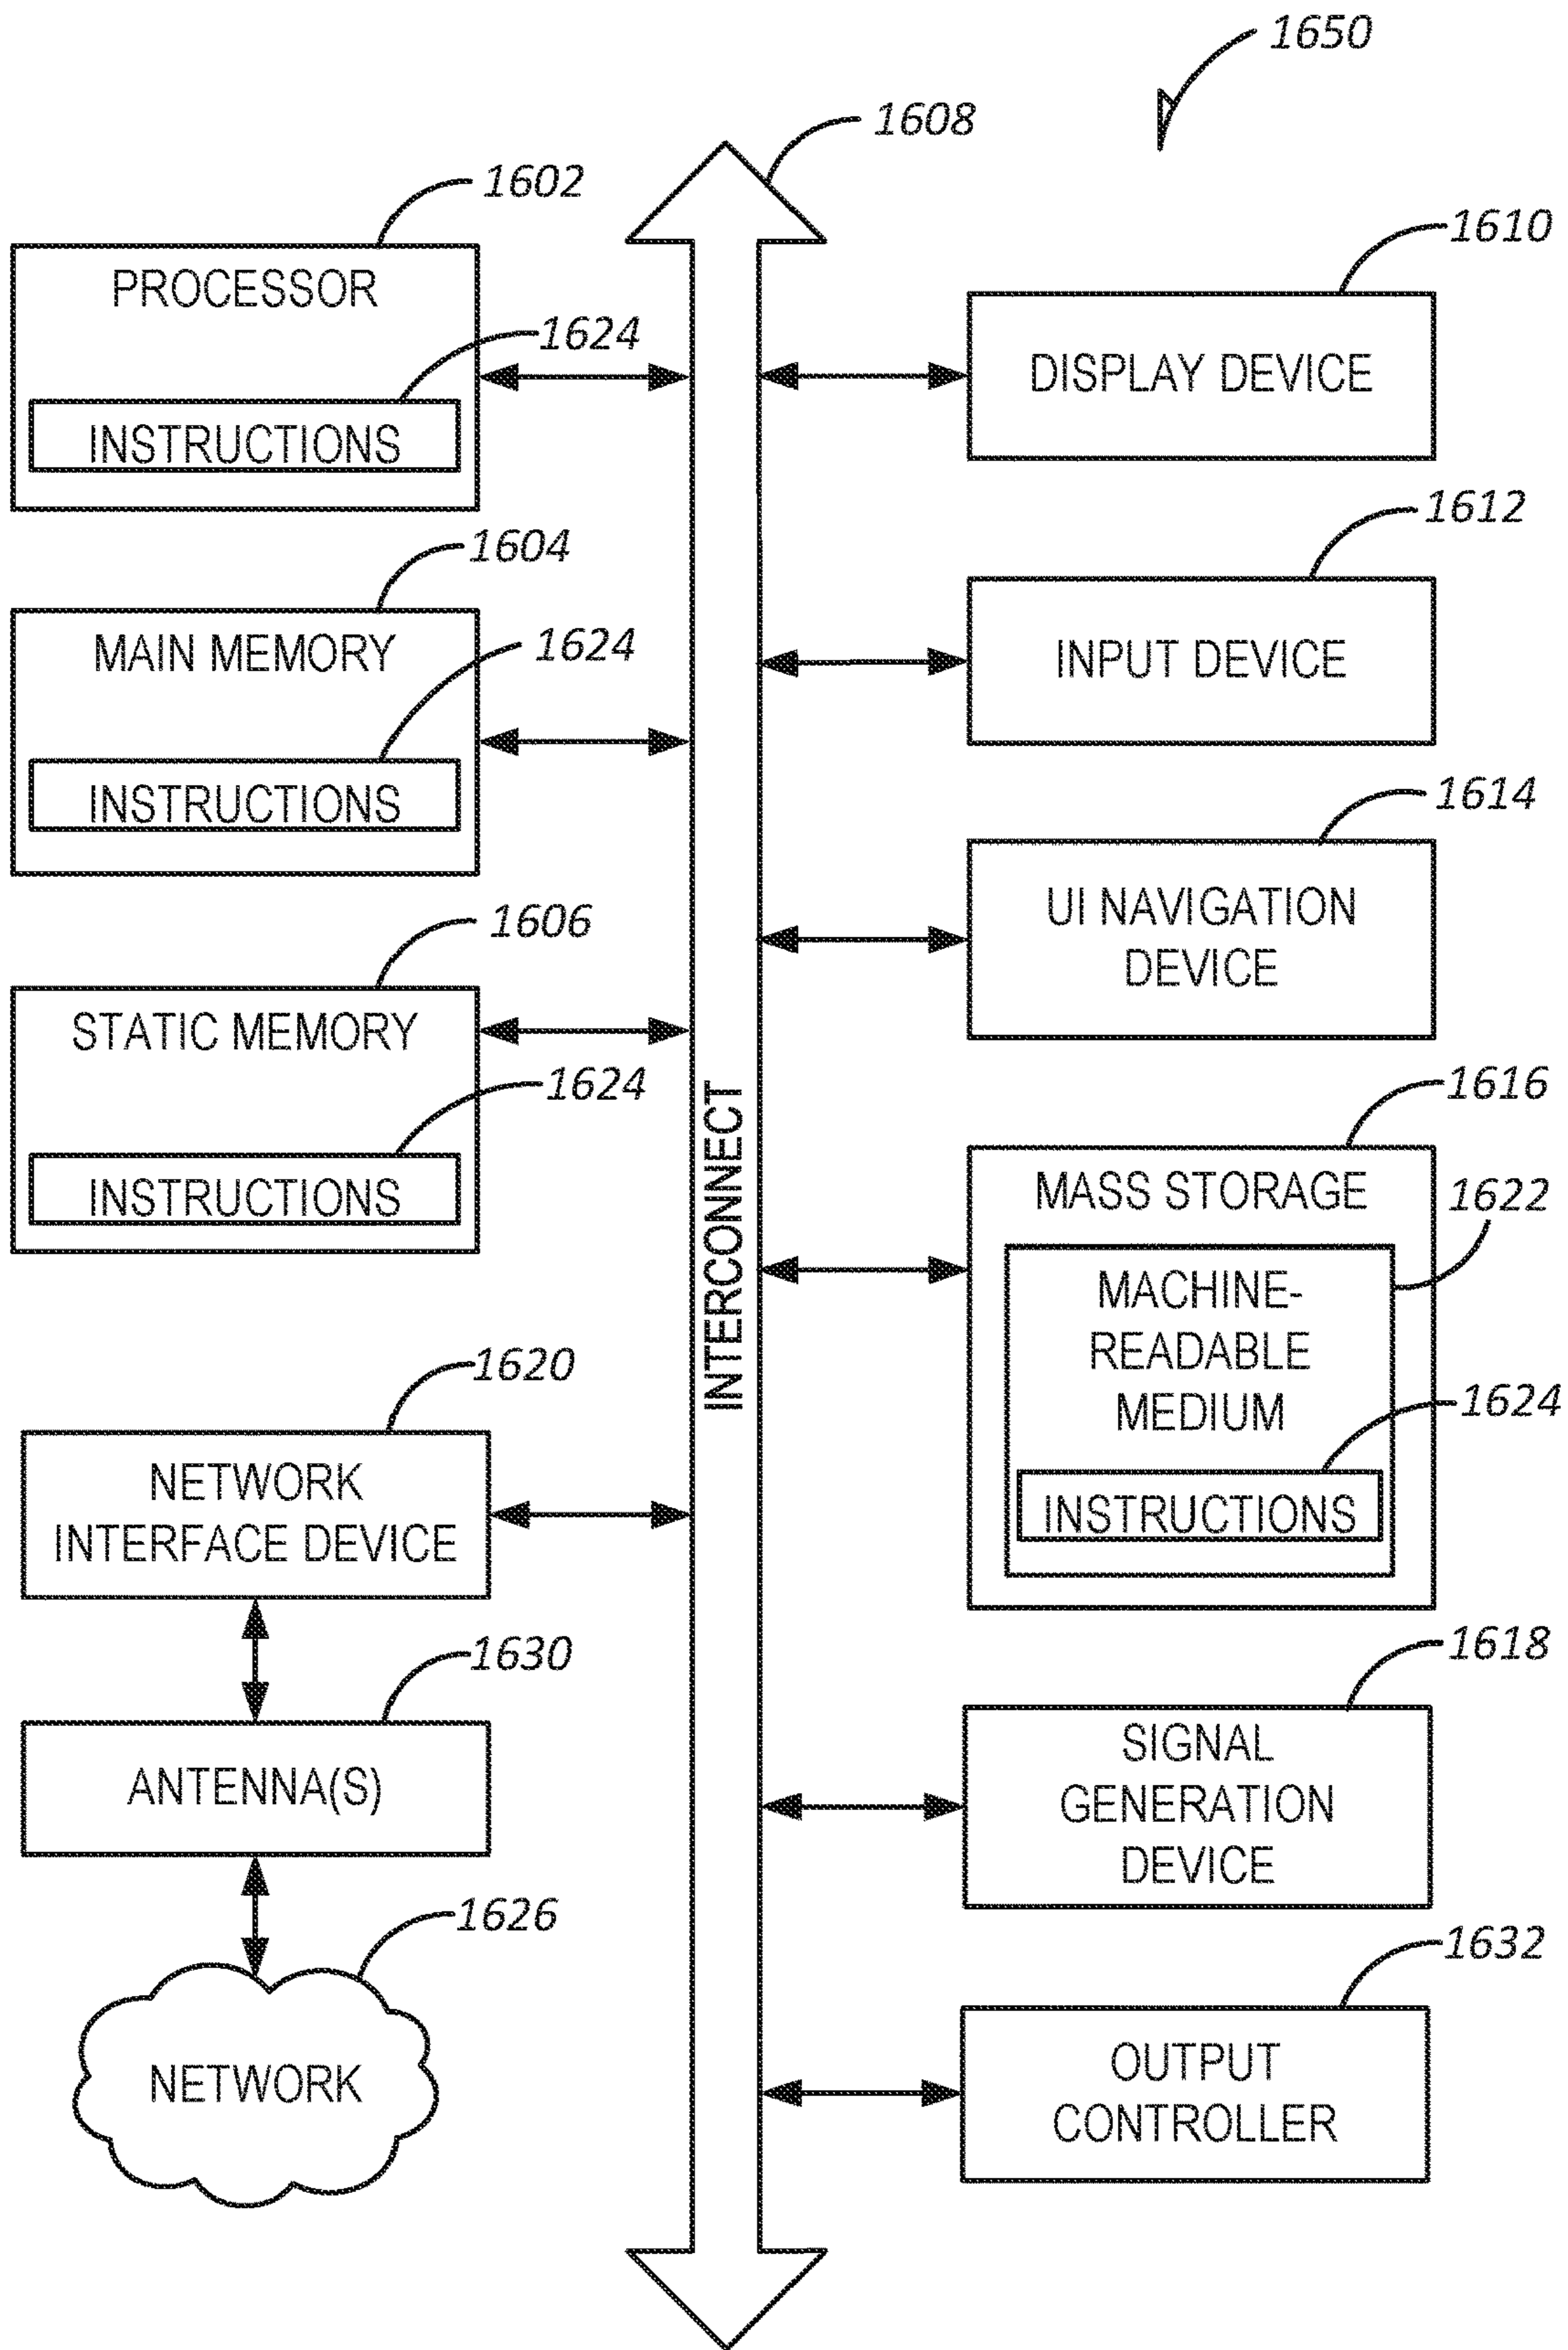 1650
1608
1602
PROCESSOR
1624
INSTRUCTIONS
1604
MAIN MEMORY
1624
INSTRUCTIONS
1606
STATIC MEMORY
1624
INSTRUCTIONS
1620
NETWORK
INTERFACE DEVICE
1630
ANTENNA(S)
1626
NETWORK
INTERCONNECT
1610
DISPLAY DEVICE
1612
INPUT DEVICE
1614
UI NAVIGATION
DEVICE
1616
MASS STORAGE
1622
MACHINE-
READABLE
MEDIUM
1624
INSTRUCTIONS
1618
SIGNAL
GENERATION
DEVICE
1632
OUTPUT
CONTROLLER